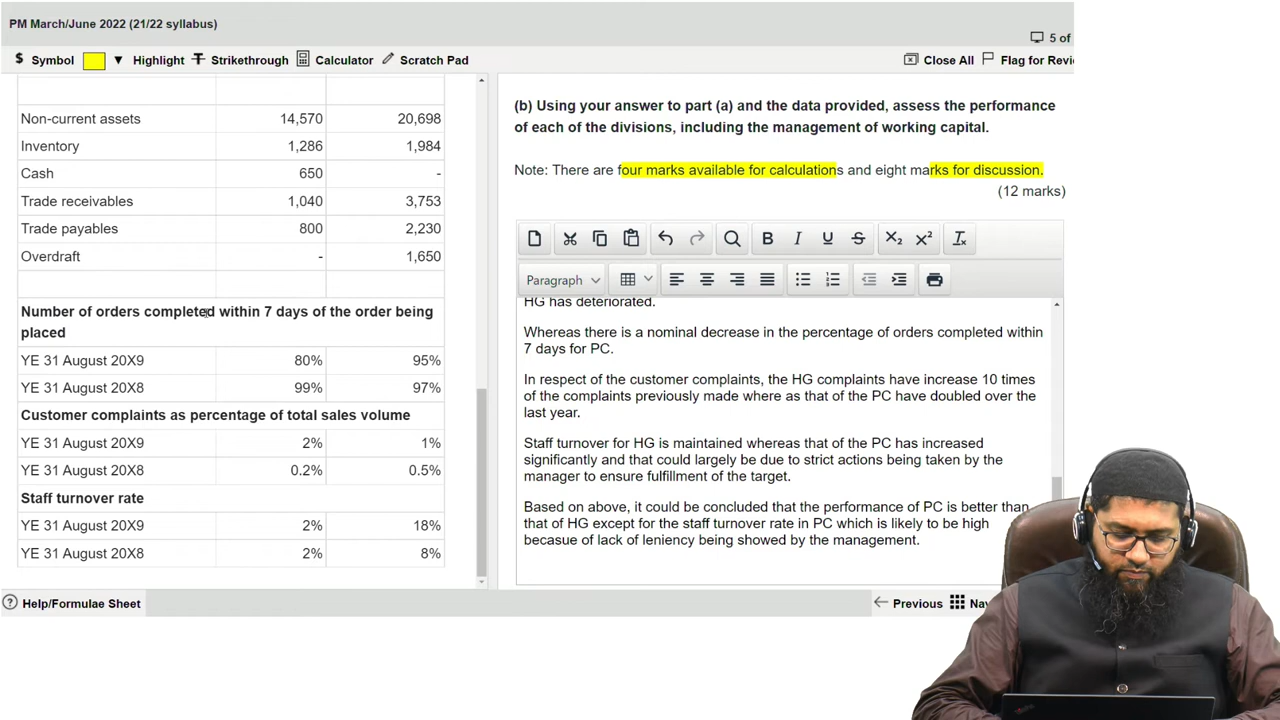 PM March/June 2022 (21/22 syllabus)
5 of
$ Symbol Highlight Strikethrough Calculator Scratch Pad Close All Flag for Revi
Non-current assets 14,570 20,698
Inventory 1,286 1,984
Cash 650 -
Trade receivables 1,040 3,753
Trade payables 800 2,230
Overdraft - 1,650
Number of orders completed within 7 days of the order being
placed
YE 31 August 20X9 80% 95%
YE 31 August 20X8 99% 97%
Customer complaints as percentage of total sales volume
YE 31 August 20X9 2% 1%
YE 31 August 20X8 0.2% 0.5%
Staff turnover rate
YE 31 August 20X9 2% 18%
YE 31 August 20X8 2% 8%
(b) Using your answer to part (a) and the data provided, assess the performance
of each of the divisions, including the management of working capital.
Note: There are four marks available for calculations and eight marks for discussion.
(12 marks)
B I U S X₂ X² Ix
Paragraph
HG has deteriorated.
Whereas there is a nominal decrease in the percentage of orders completed within
7 days for PC.
In respect of the customer complaints, the HG complaints have increase 10 times
of the complaints previously made where as that of the PC have doubled over the
last year.
Staff turnover for HG is maintained whereas that of the PC has increased
significantly and that could largely be due to strict actions being taken by the
manager to ensure fulfillment of the target.
Based on above, it could be concluded that the performance of PC is better than
that of HG except for the staff turnover rate in PC which is likely to be high
becasue of lack of leniency being showed by the management.
Help/Formulae Sheet
Previous Nav